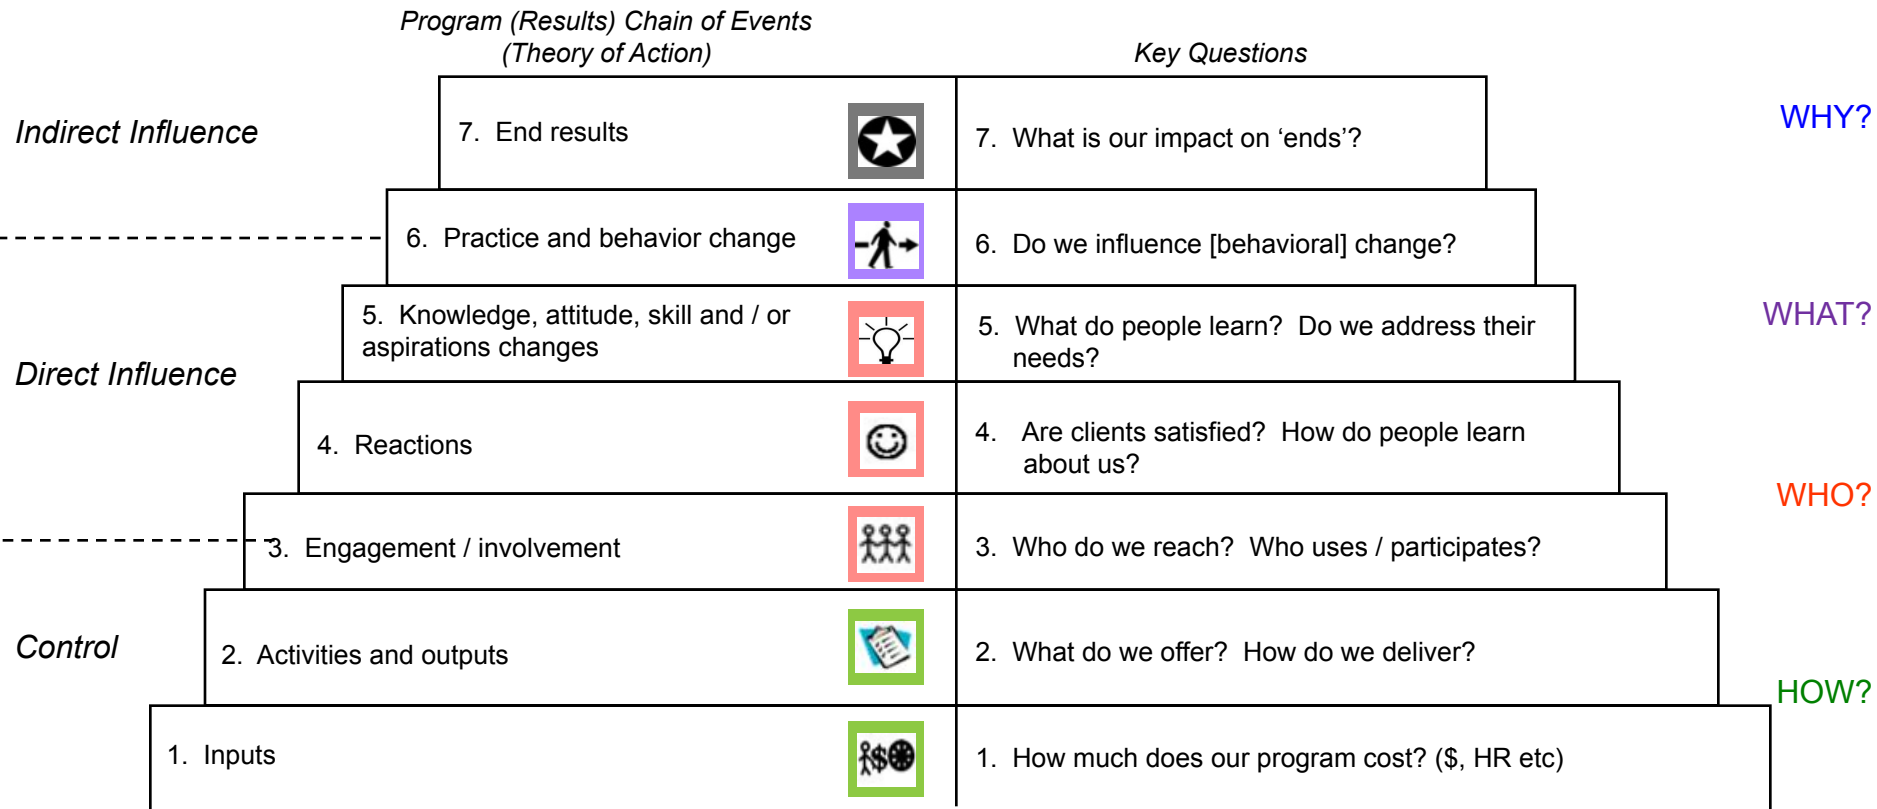 Program (Results) Chain of Events
(Theory of Action)
Key Questions
Indirect Influence
7. End results
7. What is our impact on ‘ends’?
WHY?
6. Practice and behavior change
6. Do we influence [behavioral] change?
5. Knowledge, attitude, skill and / or
aspirations changes
5. What do people learn? Do we address their
needs?
WHAT?
Direct Influence
4. Reactions
4. Are clients satisfied? How do people learn
about us?
WHO?
3. Engagement / involvement
3. Who do we reach? Who uses / participates?
Control
2. Activities and outputs
2. What do we offer? How do we deliver?
HOW?
1. Inputs
$
1. How much does our program cost? ($, HR etc)